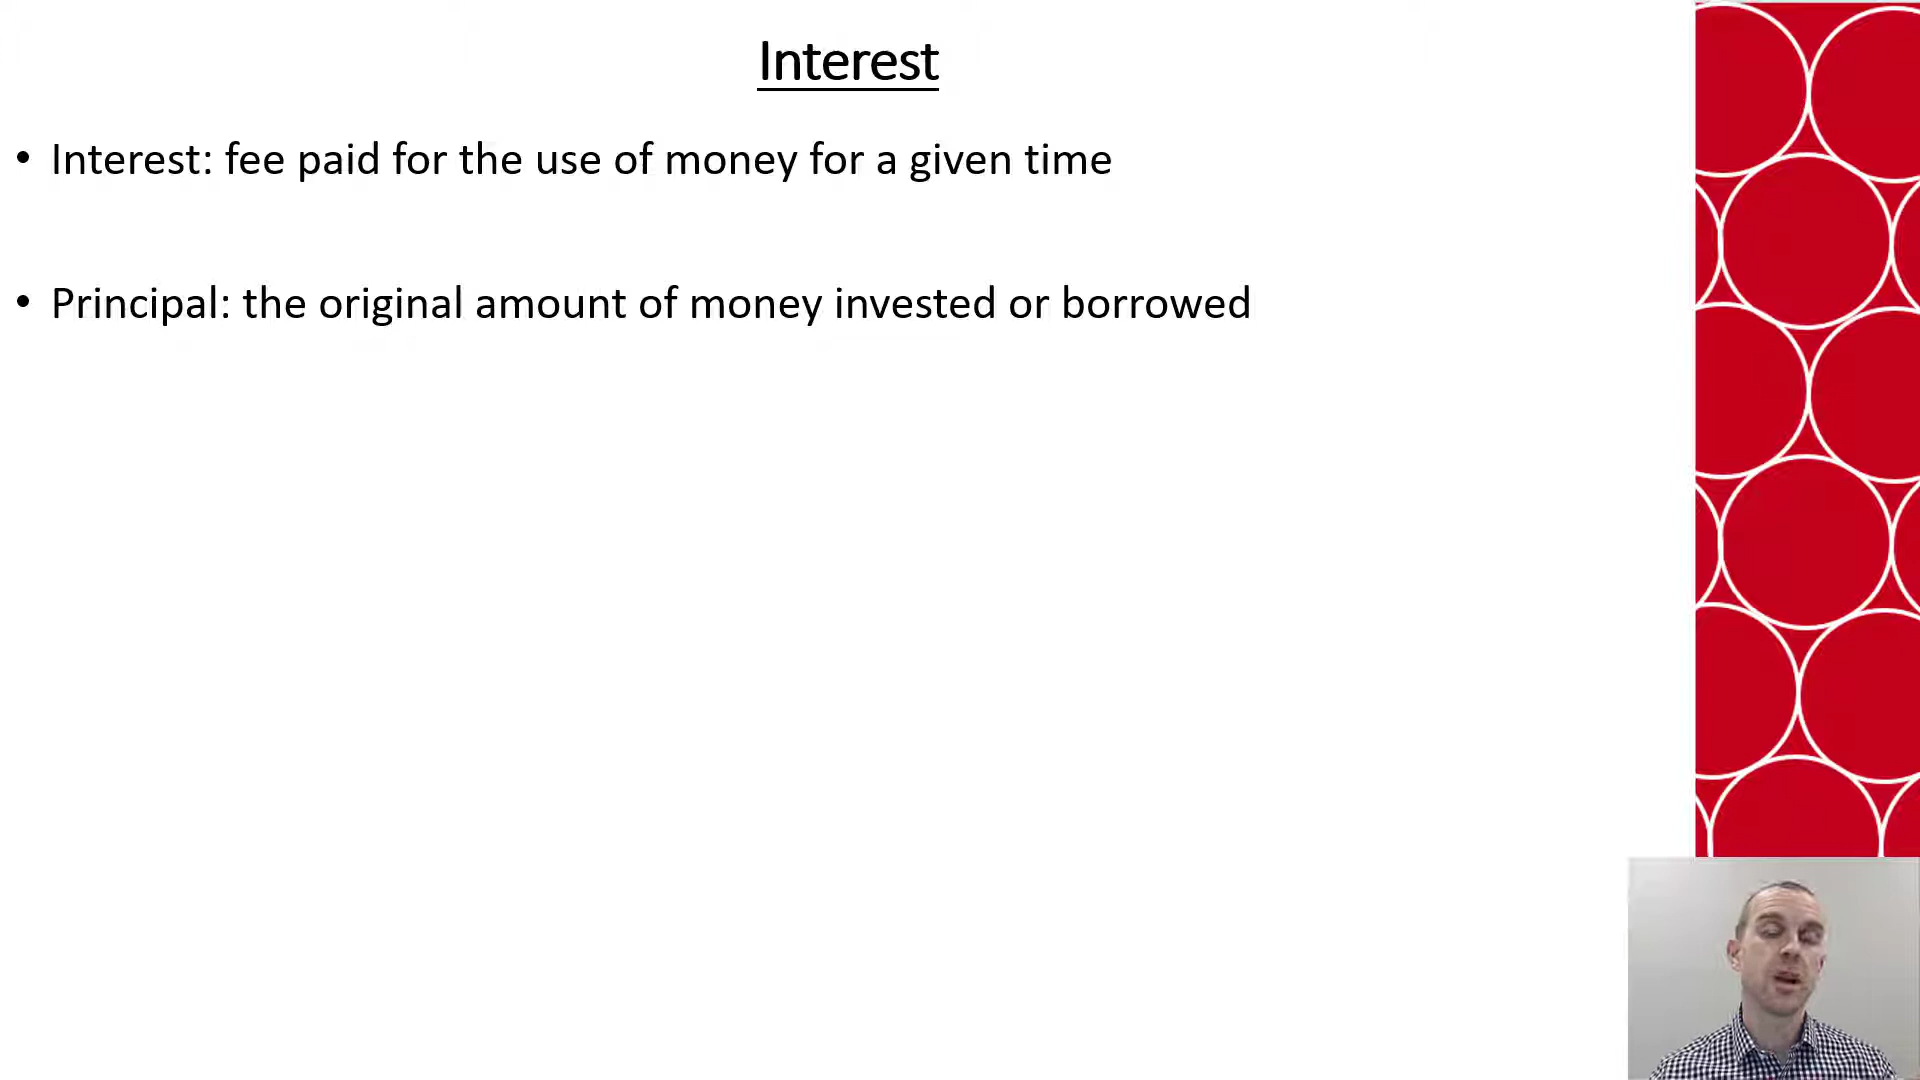 Interest
• Interest: fee paid for the use of money for a given time
• Principal: the original amount of money invested or borrowed